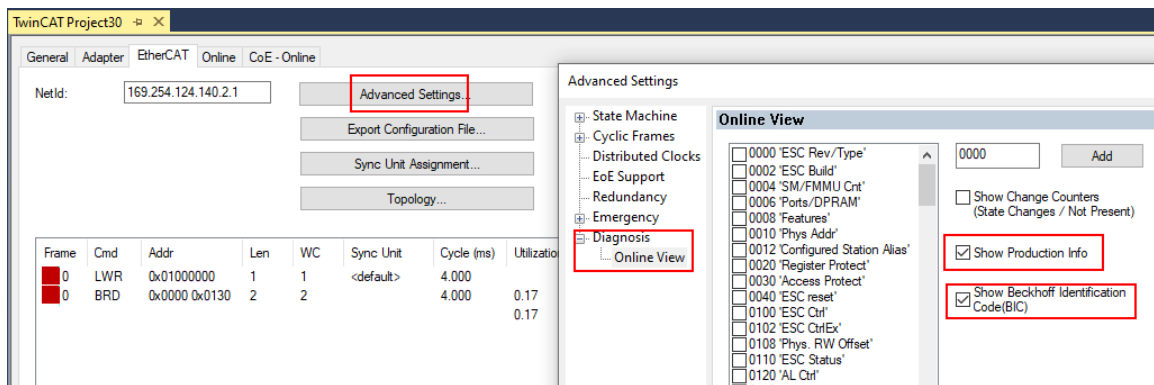 TwinCAT Project30
General Adapter EtherCAT Online CoE - Online
NetId: 169.254.124.140.2.1
Advanced Settings...
Export Configuration File...
Sync Unit Assignment...
Topology...
Frame Cmd Addr Len WC Sync Unit Cycle (ms)
0 LWR 0x01000000 1 1 <default> 4.000
0 BRD 0x0000 0x0130 2 2 4.000 0.17
0.17
Advanced Settings
State Machine
Cyclic Frames
Distributed Clocks
EoE Support
Redundancy
Emergency
Diagnosis
Online View
Online View
0000 'ESC Rev/Type'
0002 'ESC Build'
0004 'SM/FMMU Cnt'
0006 'Ports/DPRAM'
0008 'Features'
0010 'Phys Addr'
0012 'Configured Station Alias'
0020 'Register Protect'
0030 'Access Protect'
0040 'ESC reset'
0100 'ESC Ctrl'
0102 'ESC CtrlEx'
0108 'Phys. RW Offset'
0110 'ESC Status'
0120 'AL Ctrl'
0000 Add
Show Change Counters
(State Changes / Not Present)
Show Production Info
Show Beckhoff Identification
Code(BIC)